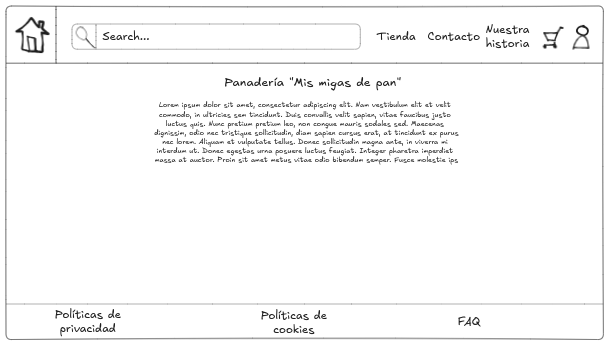 Search...
Tienda
Contacto
Nuestra
historia
Panadería "Mis migas de pan"
Lorem ipsum dolor sit amet, consectetur adipiscing elit. Nam vestibulum elit et velit
commodo, in ultricies sem tincidunt. Duis convallis velit sapien, vitae faucibus justo
luctus quis. Nunc pretium pretium leo, non congue mauris sodales sed. Maecenas
dignissim, odio nec tristique sollicitudin, diam sapien cursus erat, at tincidunt ex purus
nec lorem. Aliquam et vulputate tellus. Donec sollicitudin magna ante, in viverra mi
interdum ut. Donec egestas urna posuere luctus feugiat. Integer pharetra imperdiet
massa at auctor. Proin sit amet metus vitae odio bibendum semper. Fusce molestie ips
Políticas de
privacidad
Políticas de
cookies
FAQ